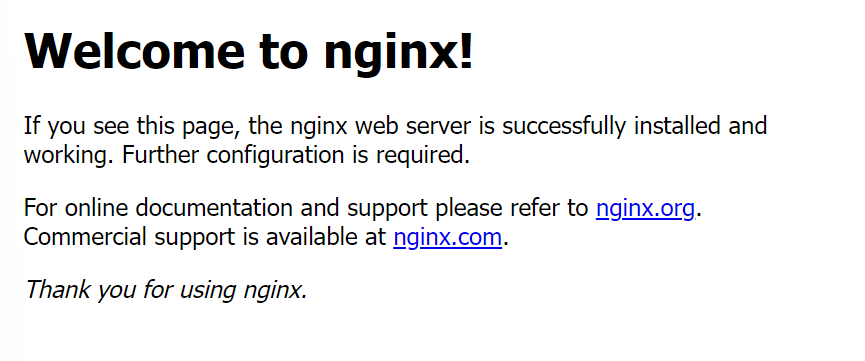 Welcome to nginx!
If you see this page, the nginx web server is successfully installed and
working. Further configuration is required.
For online documentation and support please refer to nginx.org.
Commercial support is available at nginx.com.
Thank you for using nginx.